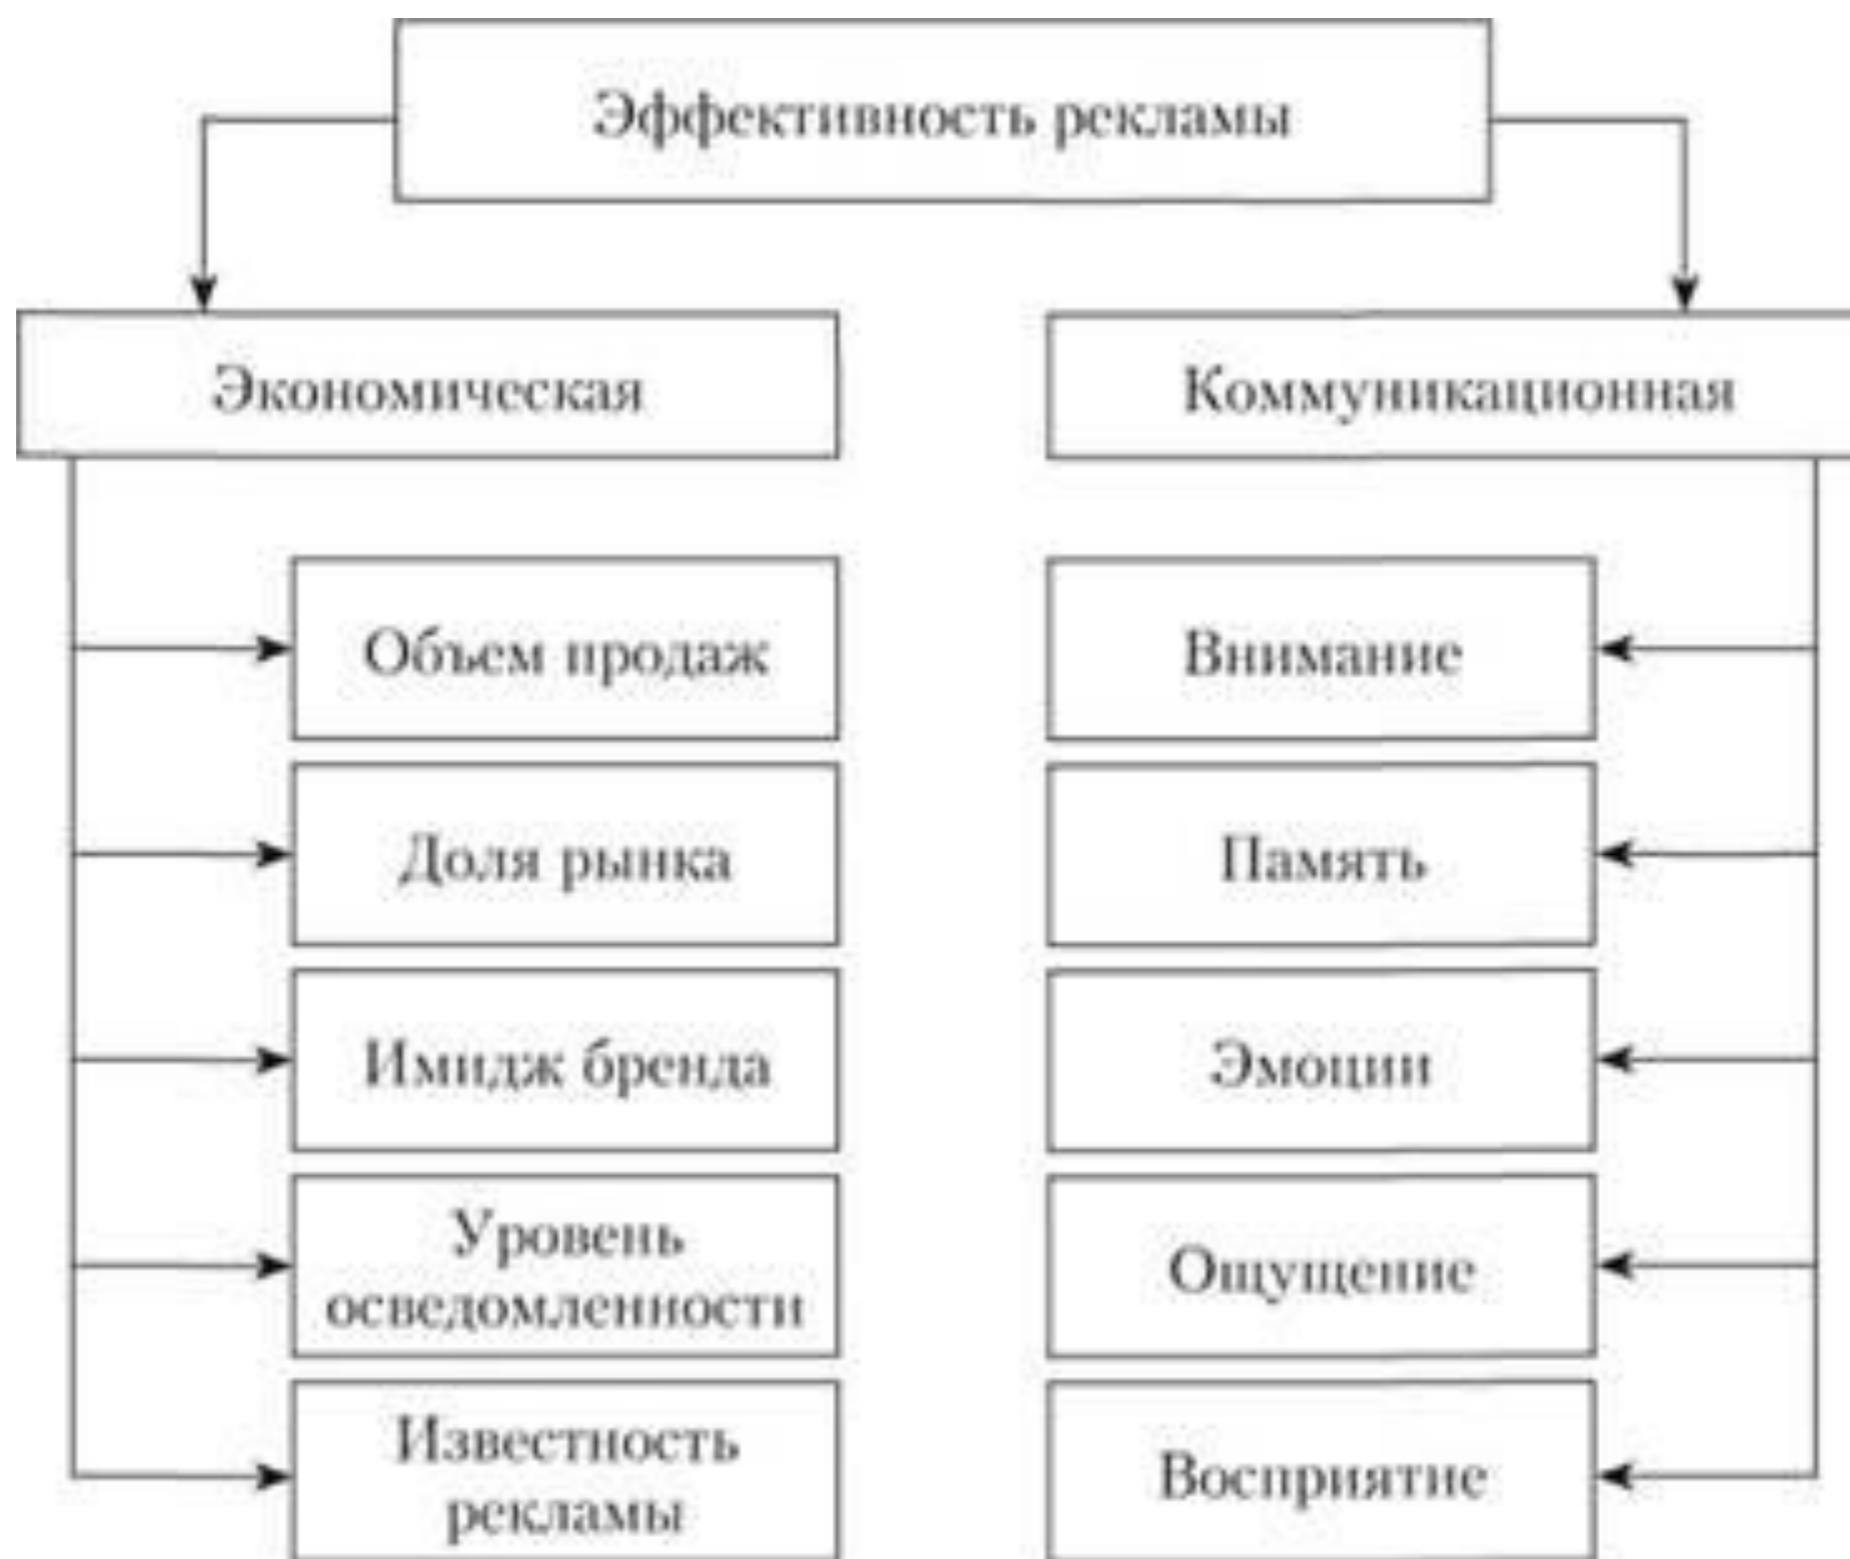 Эффективность рекламы
Экономическая
Коммуникационная
Объем продаж
Внимание
Доля рынка
Память
Имидж бренда
Эмоции
Уровень
осведомленности
Ощущение
Известность
рекламы
Восприятие